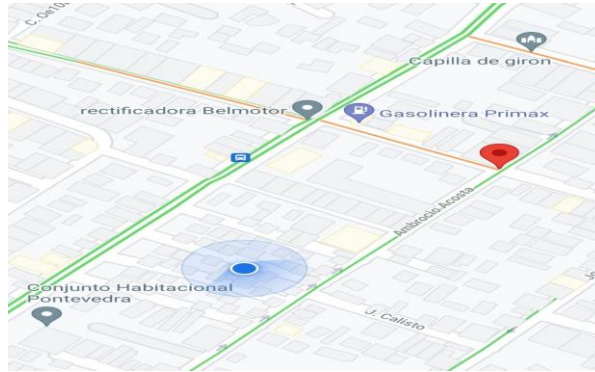 Capilla de giron
rectificadora Belmotor
Gasolinera Primax
Ambrocio Acosta
Conjunto Habitacional
Pontevedra
J. Calisto